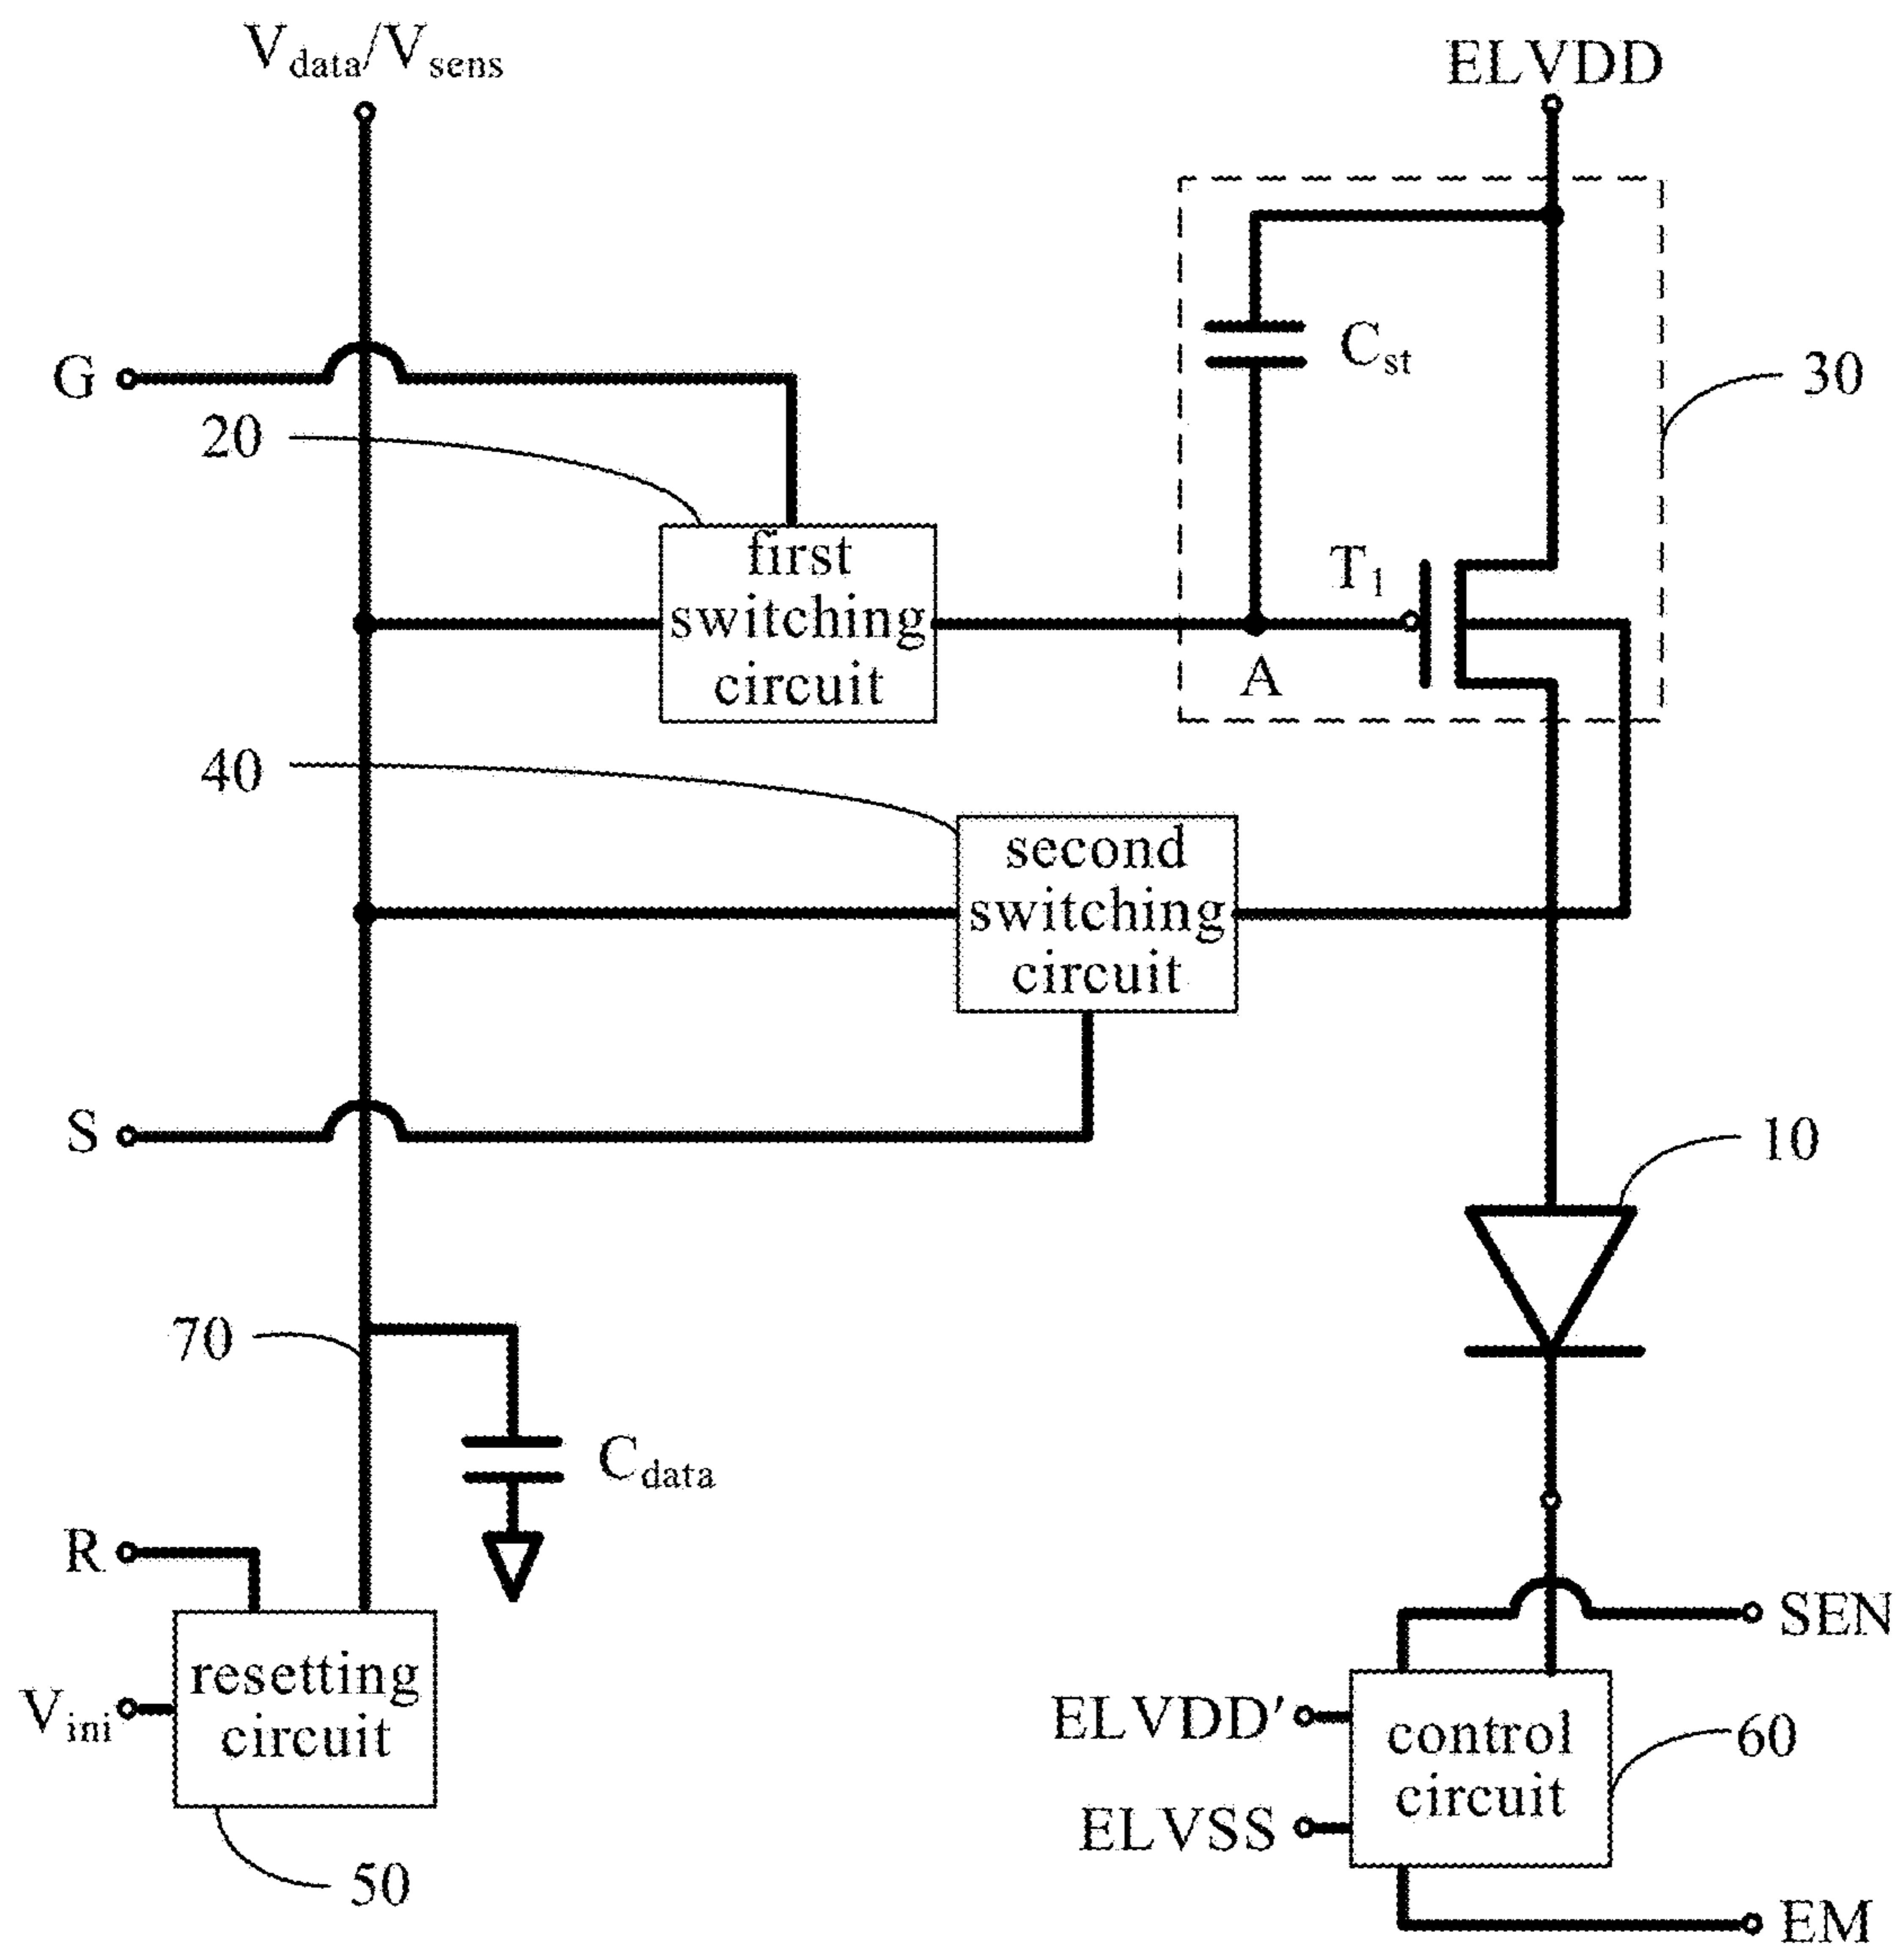 Vdata/Vsens
ELVDD
G
20
Cst
30
first
switching
circuit
T1
A
40
second
switching
circuit
S
10
70
Cdata
R
SEN
resetting
circuit
Vini
ELVDD'
control
circuit
60
ELVSS
50
EM